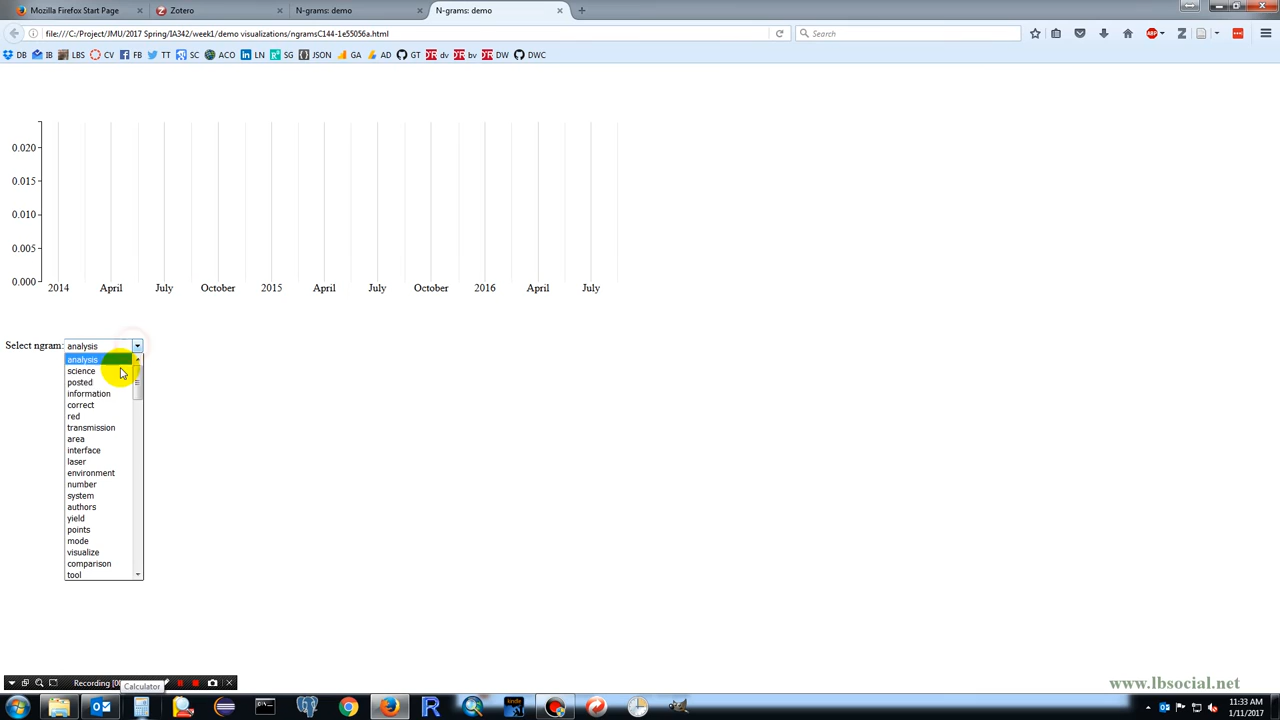 Mozilla Firefox Start Page
Zotero
N-grams: demo
N-grams: demo
file:///C:/Project/JMU/2017 Spring/IA342/week1/demo visualizations/ngramsC144-1e55056a.html
Search
ABP
DB IB LBS CV FB TT SC ACO LN SG JSON GA AD GT dv bv DW DWC
0.020
0.015
0.010
0.005
0.000
2014 April July October 2015 April July October 2016 April July
Select ngram: analysis
analysis
science
posted
information
correct
red
transmission
area
interface
laser
environment
number
system
authors
yield
points
mode
visualize
comparison
tool
Recording
Calculator
www.lbsocial.net
11:33 AM
1/11/2017